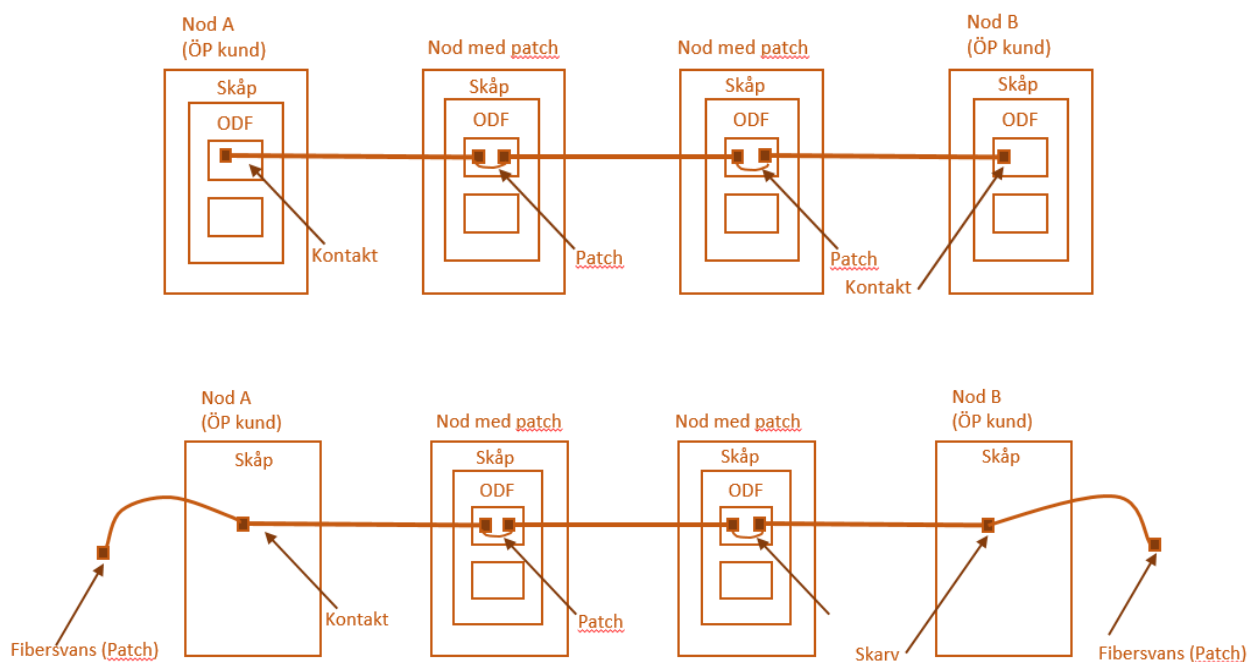 Nod A
(ÖP kund)
Nod med patch
Nod med patch
Nod B
(ÖP kund)
Skåp
Skåp
Skåp
Skåp
ODF
ODF
ODF
ODF
Kontakt
Patch
Patch
Kontakt
Nod A
(ÖP kund)
Nod med patch
Nod med patch
Nod B
(ÖP kund)
Skåp
Skåp
Skåp
Skåp
ODF
ODF
Kontakt
Patch
Fibersvans (Patch)
Skarv
Fibersvans (Patch)